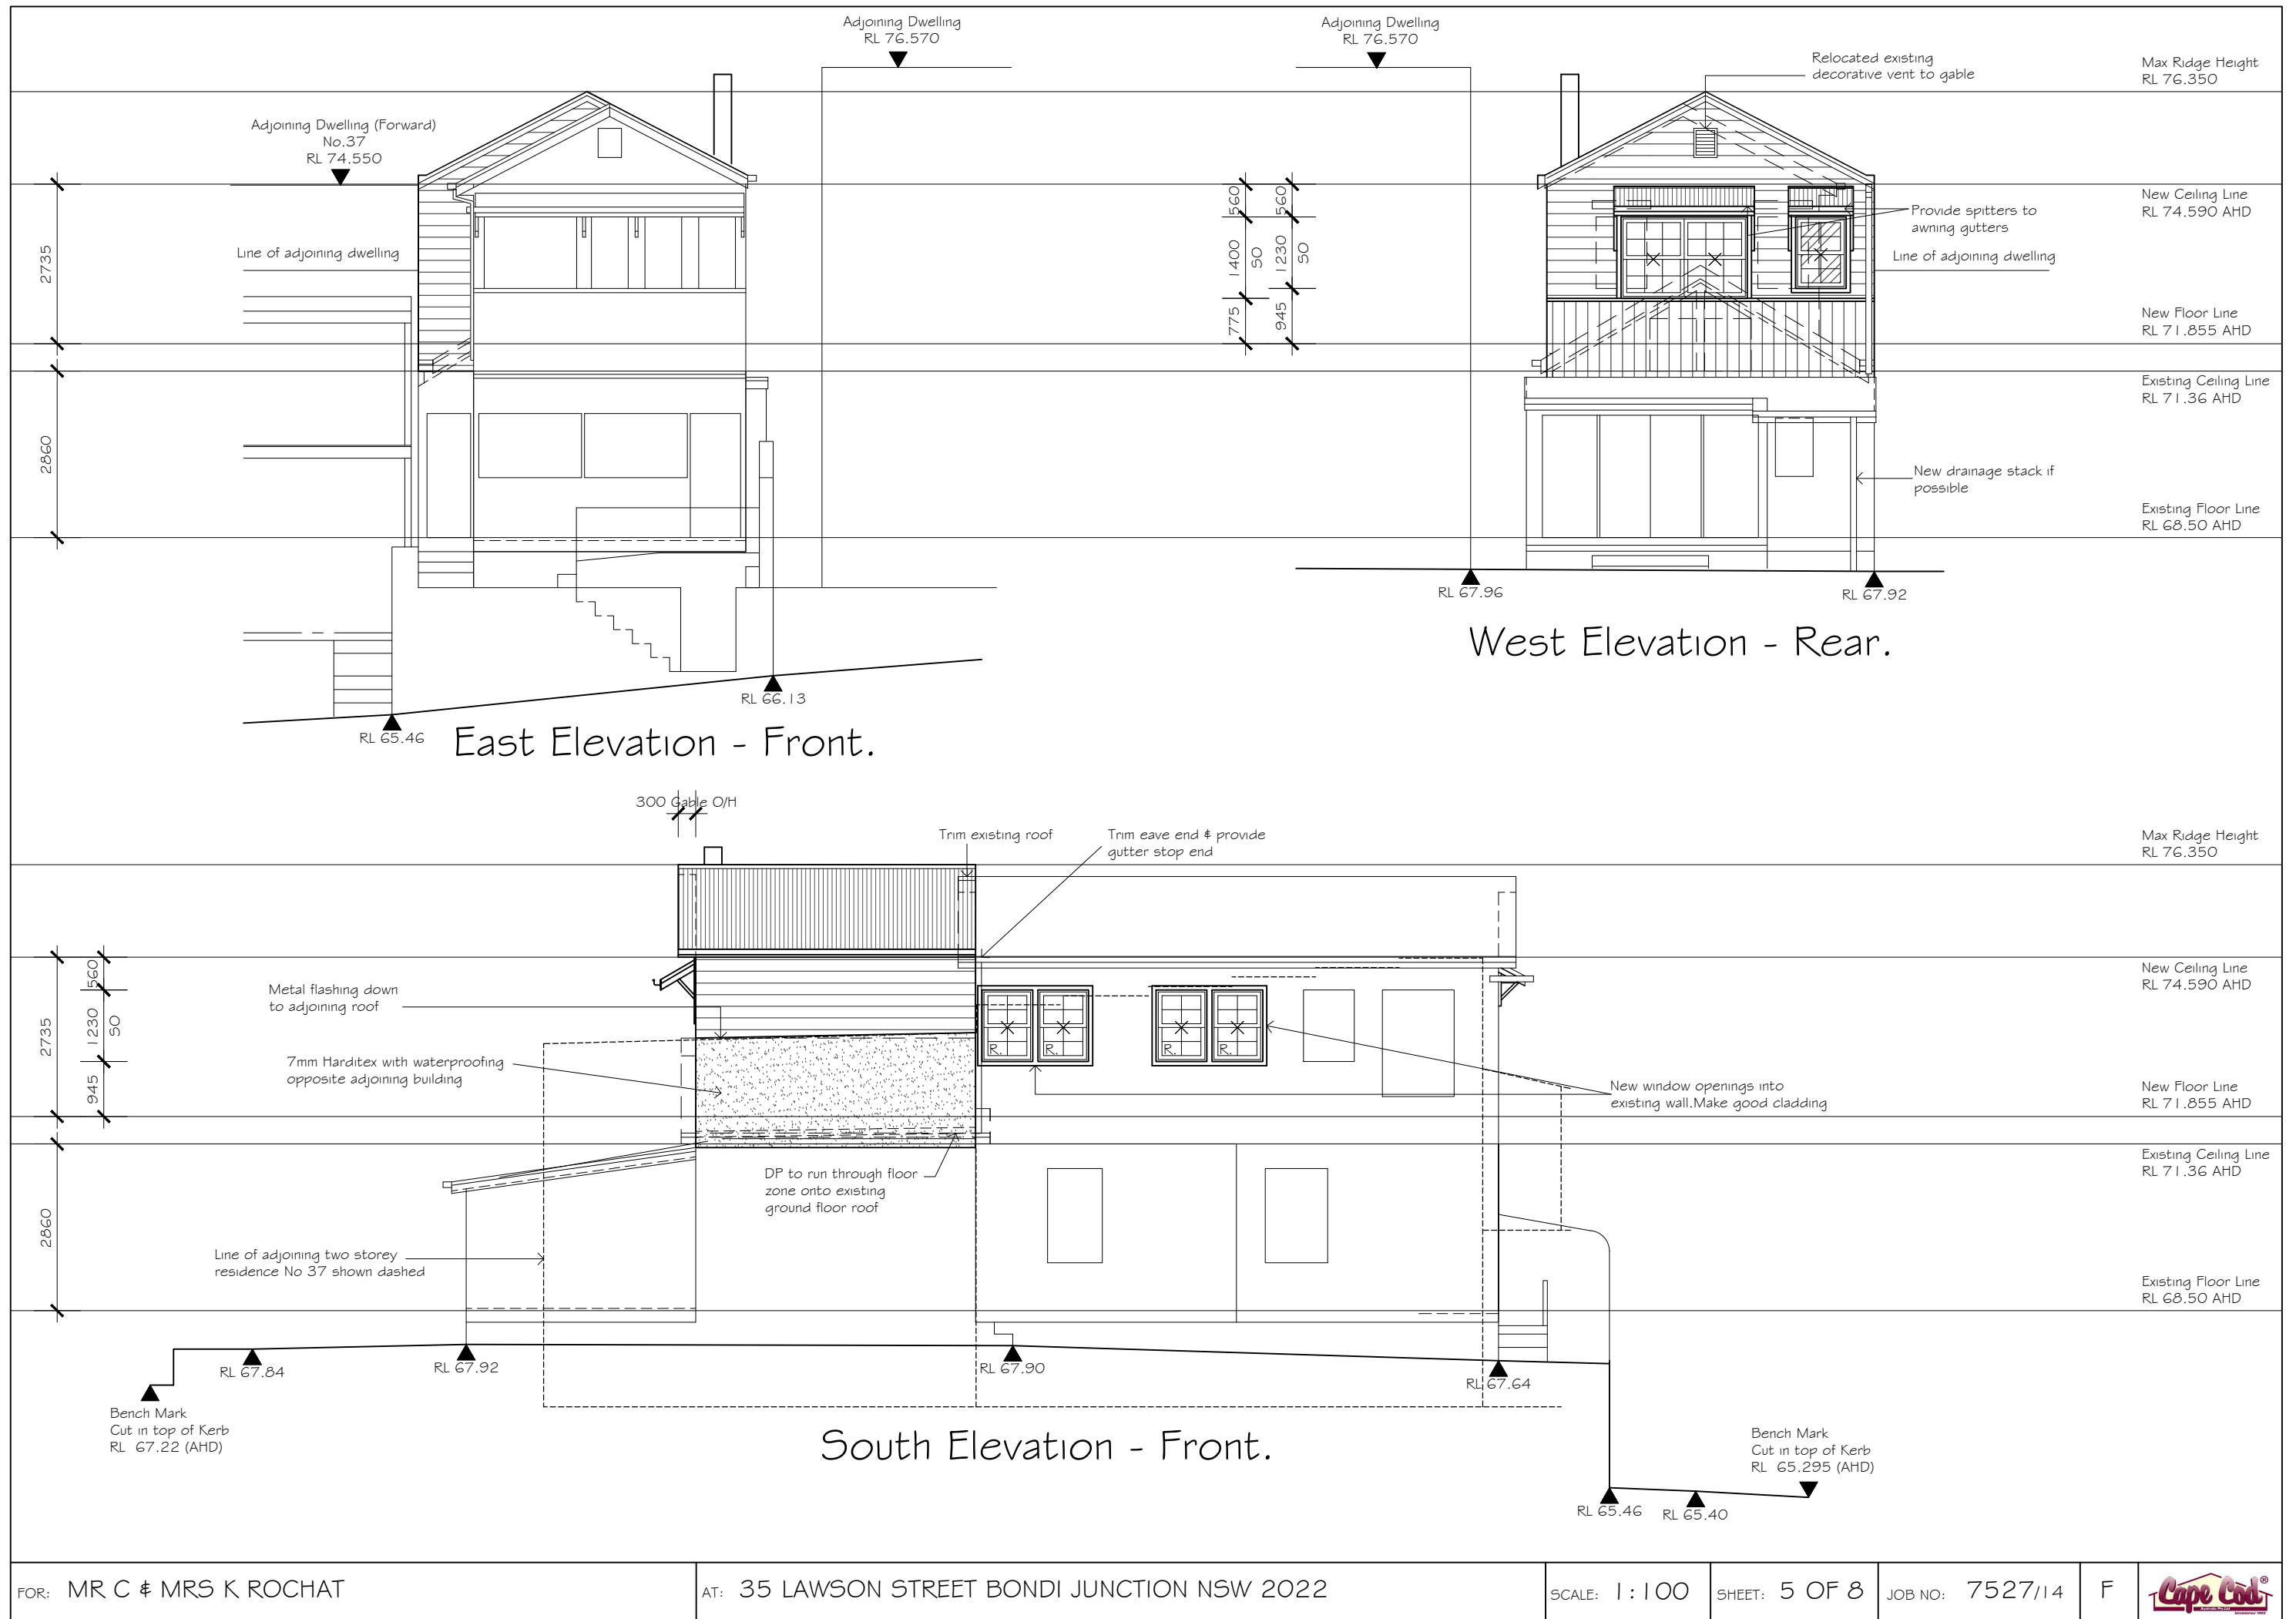 Adjoining Dwelling
RL 76.570
Adjoining Dwelling
RL 76.570
Relocated existing
decorative vent to gable
Max Ridge Height
RL 76.350
Adjoining Dwelling (Forward)
No.37
RL 74.550
New Ceiling Line
RL 74.590 AHD
Provide spitters to
awning gutters
Line of adjoining dwelling
Line of adjoining dwelling
2735
560
1400
SO
775
560
1230
SO
945
New Floor Line
RL 71.855 AHD
Existing Ceiling Line
RL 71.36 AHD
2860
New drainage stack if
possible
Existing Floor Line
RL 68.50 AHD
RL 67.96
RL 67.92
West Elevation - Rear.
RL 66.13
RL 65.46
East Elevation - Front.
300 Gable O/H
Trim existing roof
Trim eave end & provide
gutter stop end
Max Ridge Height
RL 76.350
New Ceiling Line
RL 74.590 AHD
Metal flashing down
to adjoining roof
2735
560
1230
SO
945
7mm Harditex with waterproofing
opposite adjoining building
R.
R.
R.
R.
New window openings into
existing wall.Make good cladding
New Floor Line
RL 71.855 AHD
Existing Ceiling Line
RL 71.36 AHD
DP to run through floor
zone onto existing
ground floor roof
2860
Line of adjoining two storey
residence No 37 shown dashed
Existing Floor Line
RL 68.50 AHD
RL 67.84
RL 67.92
RL 67.90
RL 67.64
Bench Mark
Cut in top of Kerb
RL 67.22 (AHD)
South Elevation - Front.
Bench Mark
Cut in top of Kerb
RL 65.295 (AHD)
RL 65.46
RL 65.40
FOR: MR C & MRS K ROCHAT
AT: 35 LAWSON STREET BONDI JUNCTION NSW 2022
SCALE: 1:100
SHEET: 5 OF 8
JOB NO: 7527/14
F
Cape Cod®